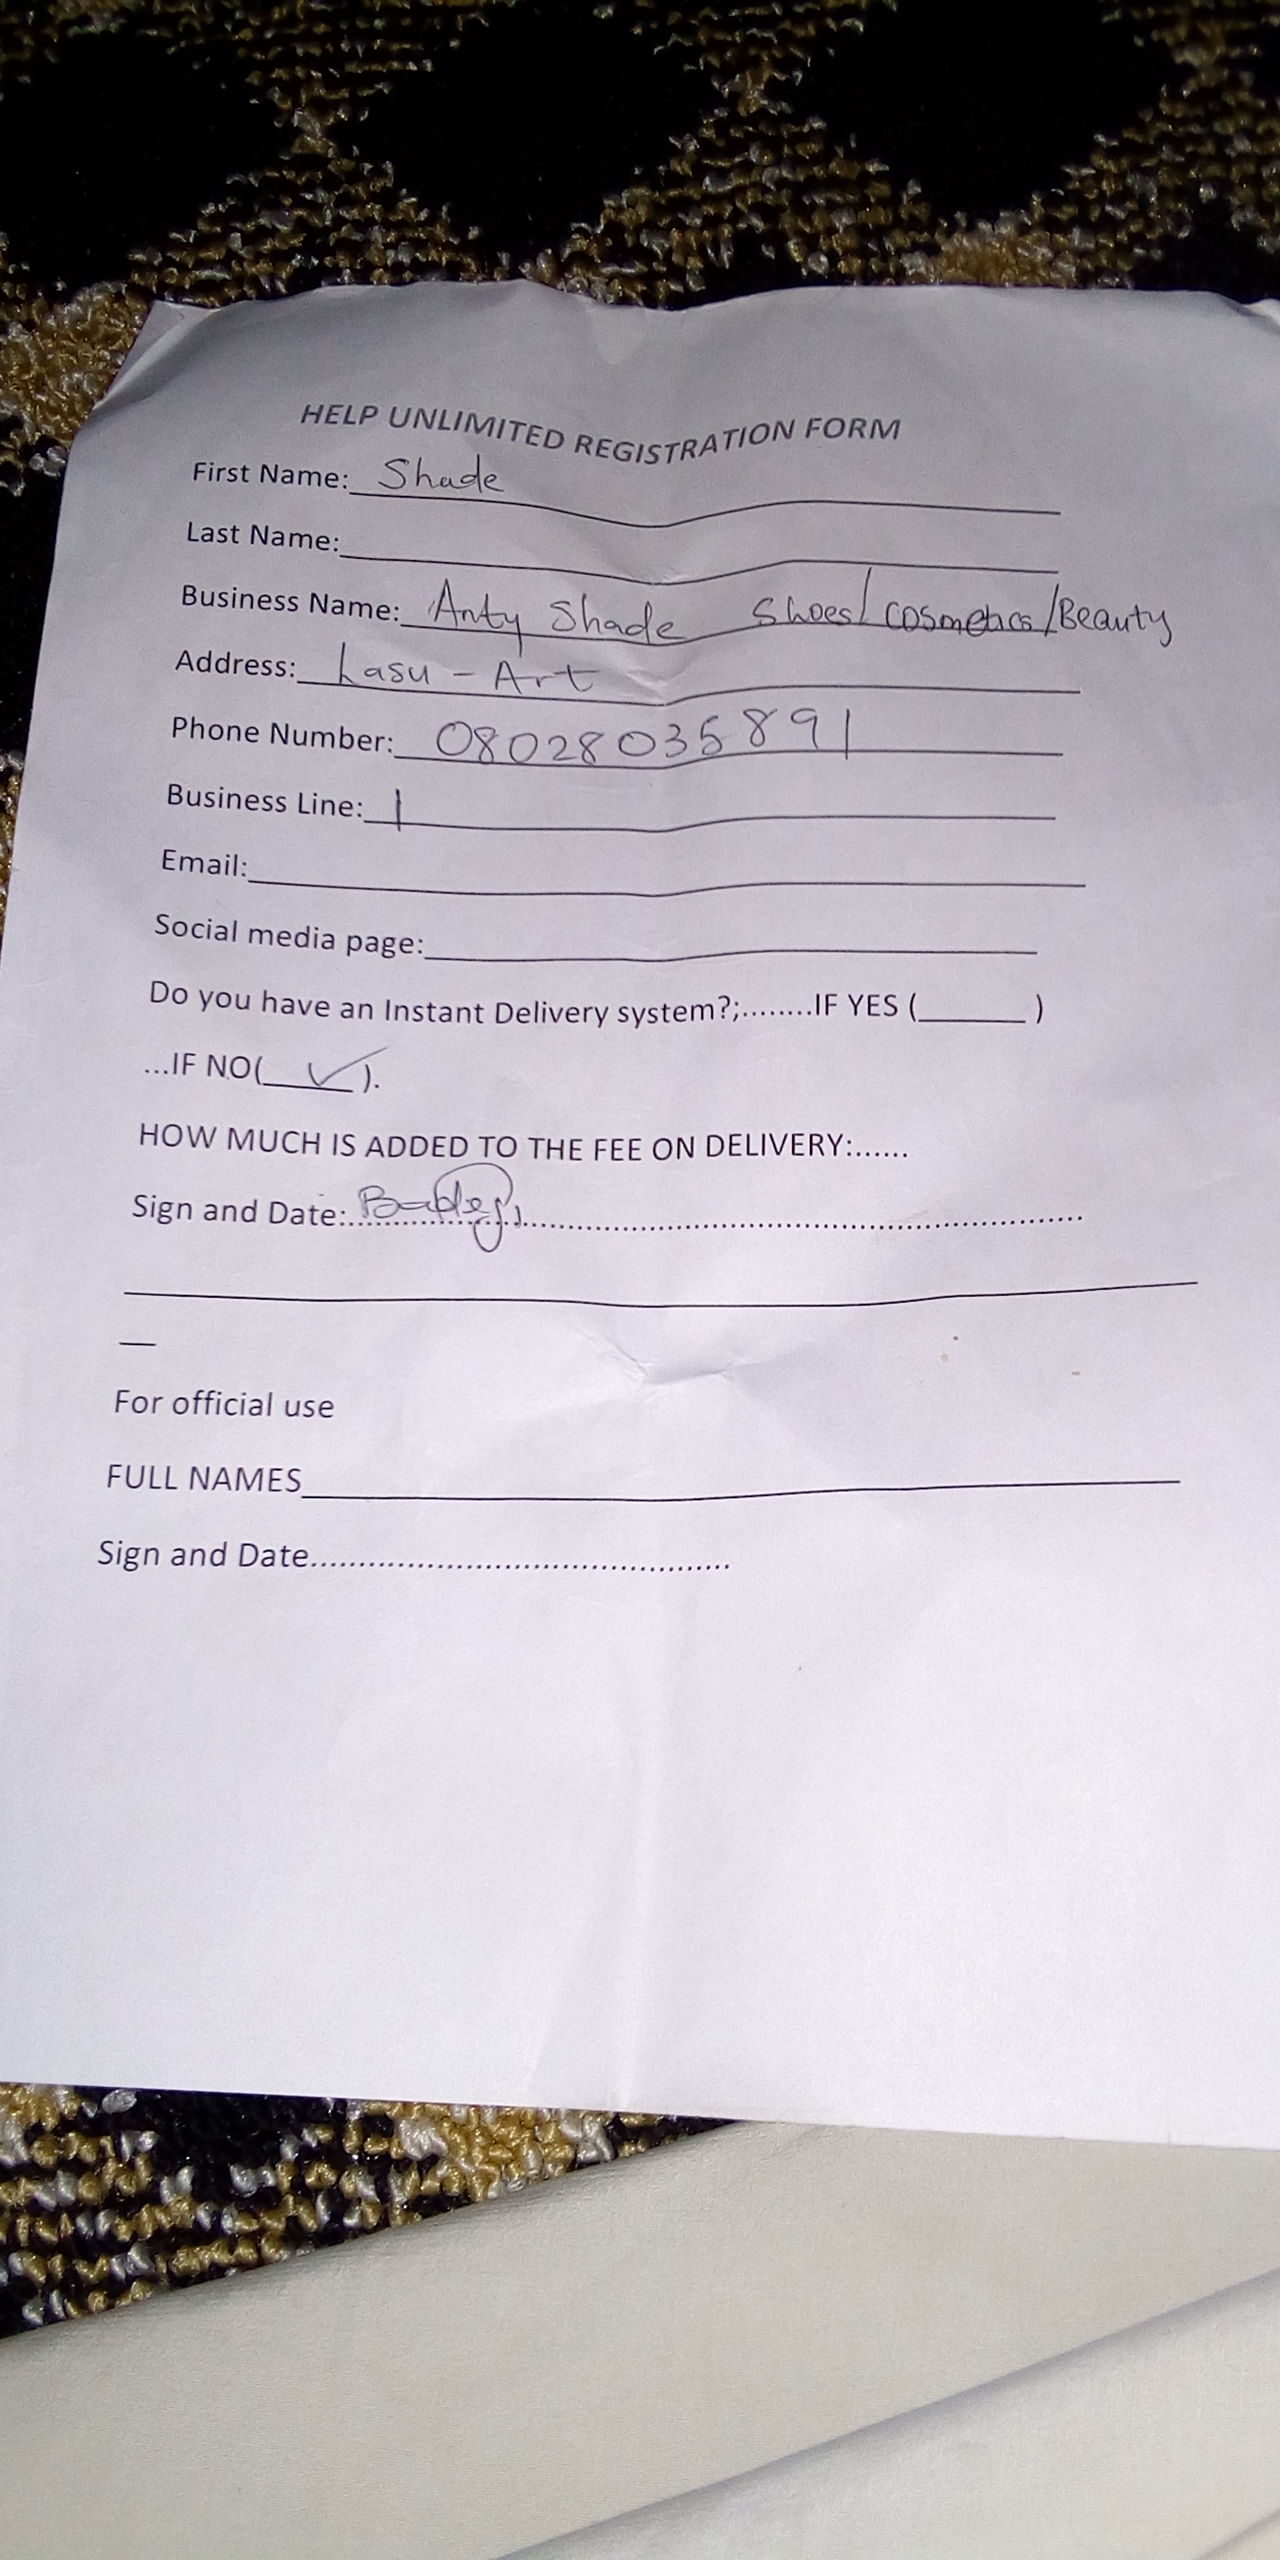 HELP UNLIMITED REGISTRATION FORM
First Name: Shade
Last Name:
Business Name: Anty Shade Shoes/cosmetics/Beauty
Address: Lasu - Art
Phone Number: 08028035891
Business Line: |
Email:
Social media page:
Do you have an Instant Delivery system?;........IF YES (______)
...IF NO(__✓__).
HOW MUCH IS ADDED TO THE FEE ON DELIVERY:......
Sign and Date:
For official use
FULL NAMES
Sign and Date